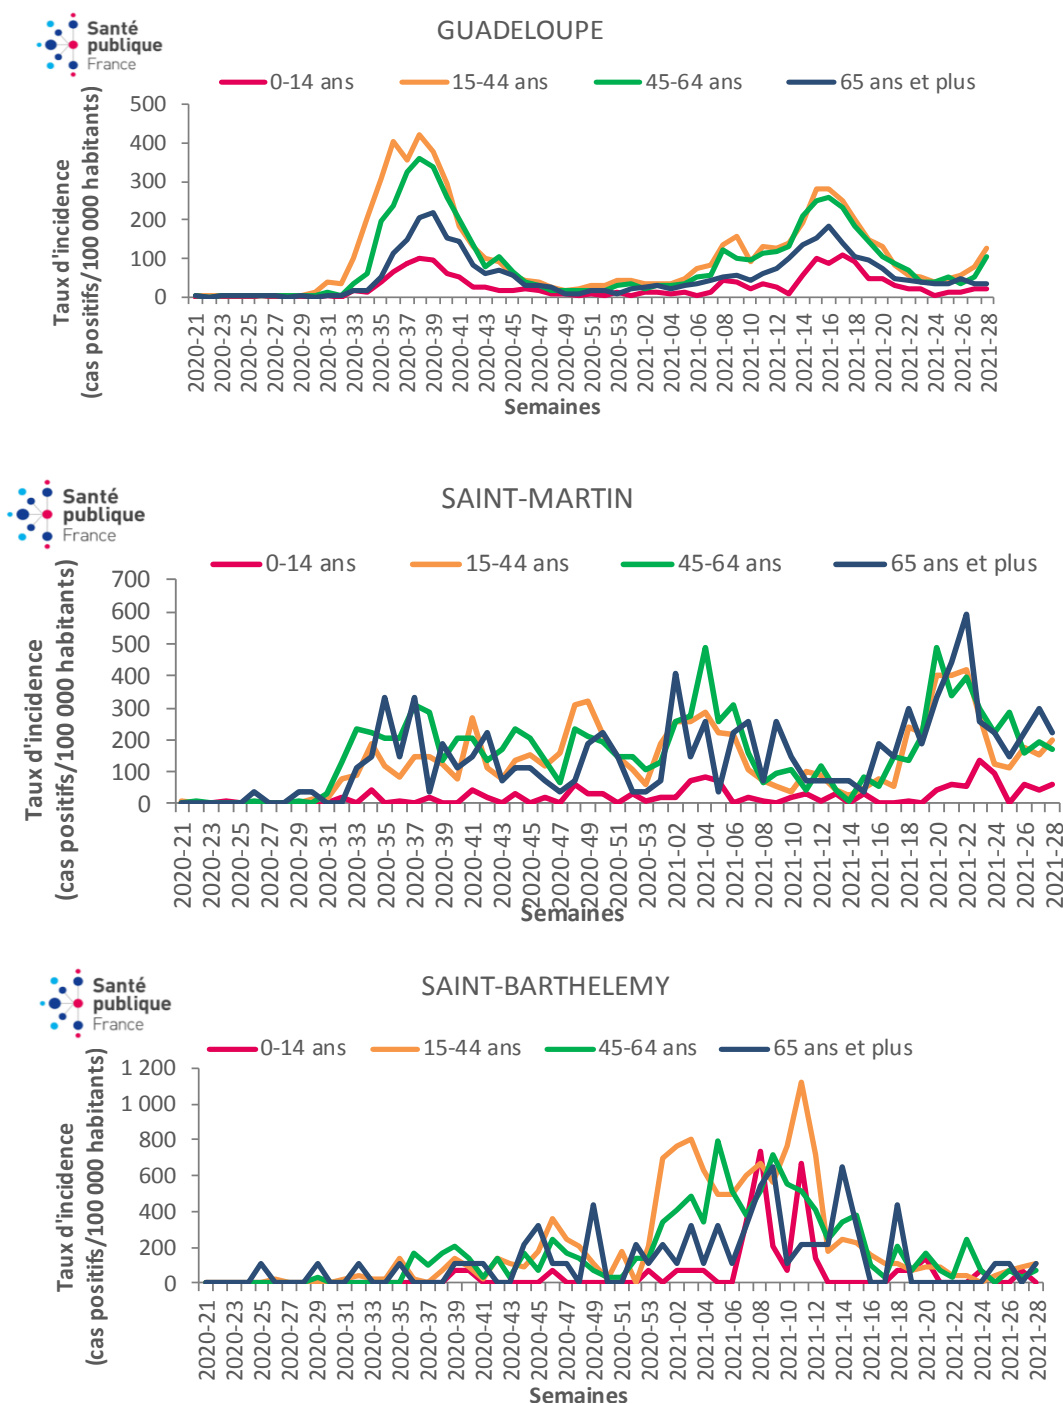 Santé
publique
France
GUADELOUPE
0-14 ans 15-44 ans 45-64 ans 65 ans et plus
Taux d'incidence
(cas positifs/100 000 habitants)
500
400
300
200
100
0
2020-21 2020-23 2020-25 2020-27 2020-29 2020-31 2020-33 2020-35 2020-37 2020-39 2020-41 2020-43 2020-45 2020-47 2020-49 2020-51 2020-53 2021-02 2021-04 2021-06 2021-08 2021-10 2021-12 2021-14 2021-16 2021-18 2021-20 2021-22 2021-24 2021-26 2021-28
Semaines
Santé
publique
France
SAINT-MARTIN
0-14 ans 15-44 ans 45-64 ans 65 ans et plus
Taux d'incidence
(cas positifs/100 000 habitants)
700
600
500
400
300
200
100
0
2020-21 2020-23 2020-25 2020-27 2020-29 2020-31 2020-33 2020-35 2020-37 2020-39 2020-41 2020-43 2020-45 2020-47 2020-49 2020-51 2020-53 2021-02 2021-04 2021-06 2021-08 2021-10 2021-12 2021-14 2021-16 2021-18 2021-20 2021-22 2021-24 2021-26 2021-28
Semaines
Santé
publique
France
SAINT-BARTHELEMY
0-14 ans 15-44 ans 45-64 ans 65 ans et plus
Taux d'incidence
(cas positifs/100 000 habitants)
1 200
1 000
800
600
400
200
0
2020-21 2020-23 2020-25 2020-27 2020-29 2020-31 2020-33 2020-35 2020-37 2020-39 2020-41 2020-43 2020-45 2020-47 2020-49 2020-51 2020-53 2021-02 2021-04 2021-06 2021-08 2021-10 2021-12 2021-14 2021-16 2021-18 2021-20 2021-22 2021-24 2021-26 2021-28
Semaines